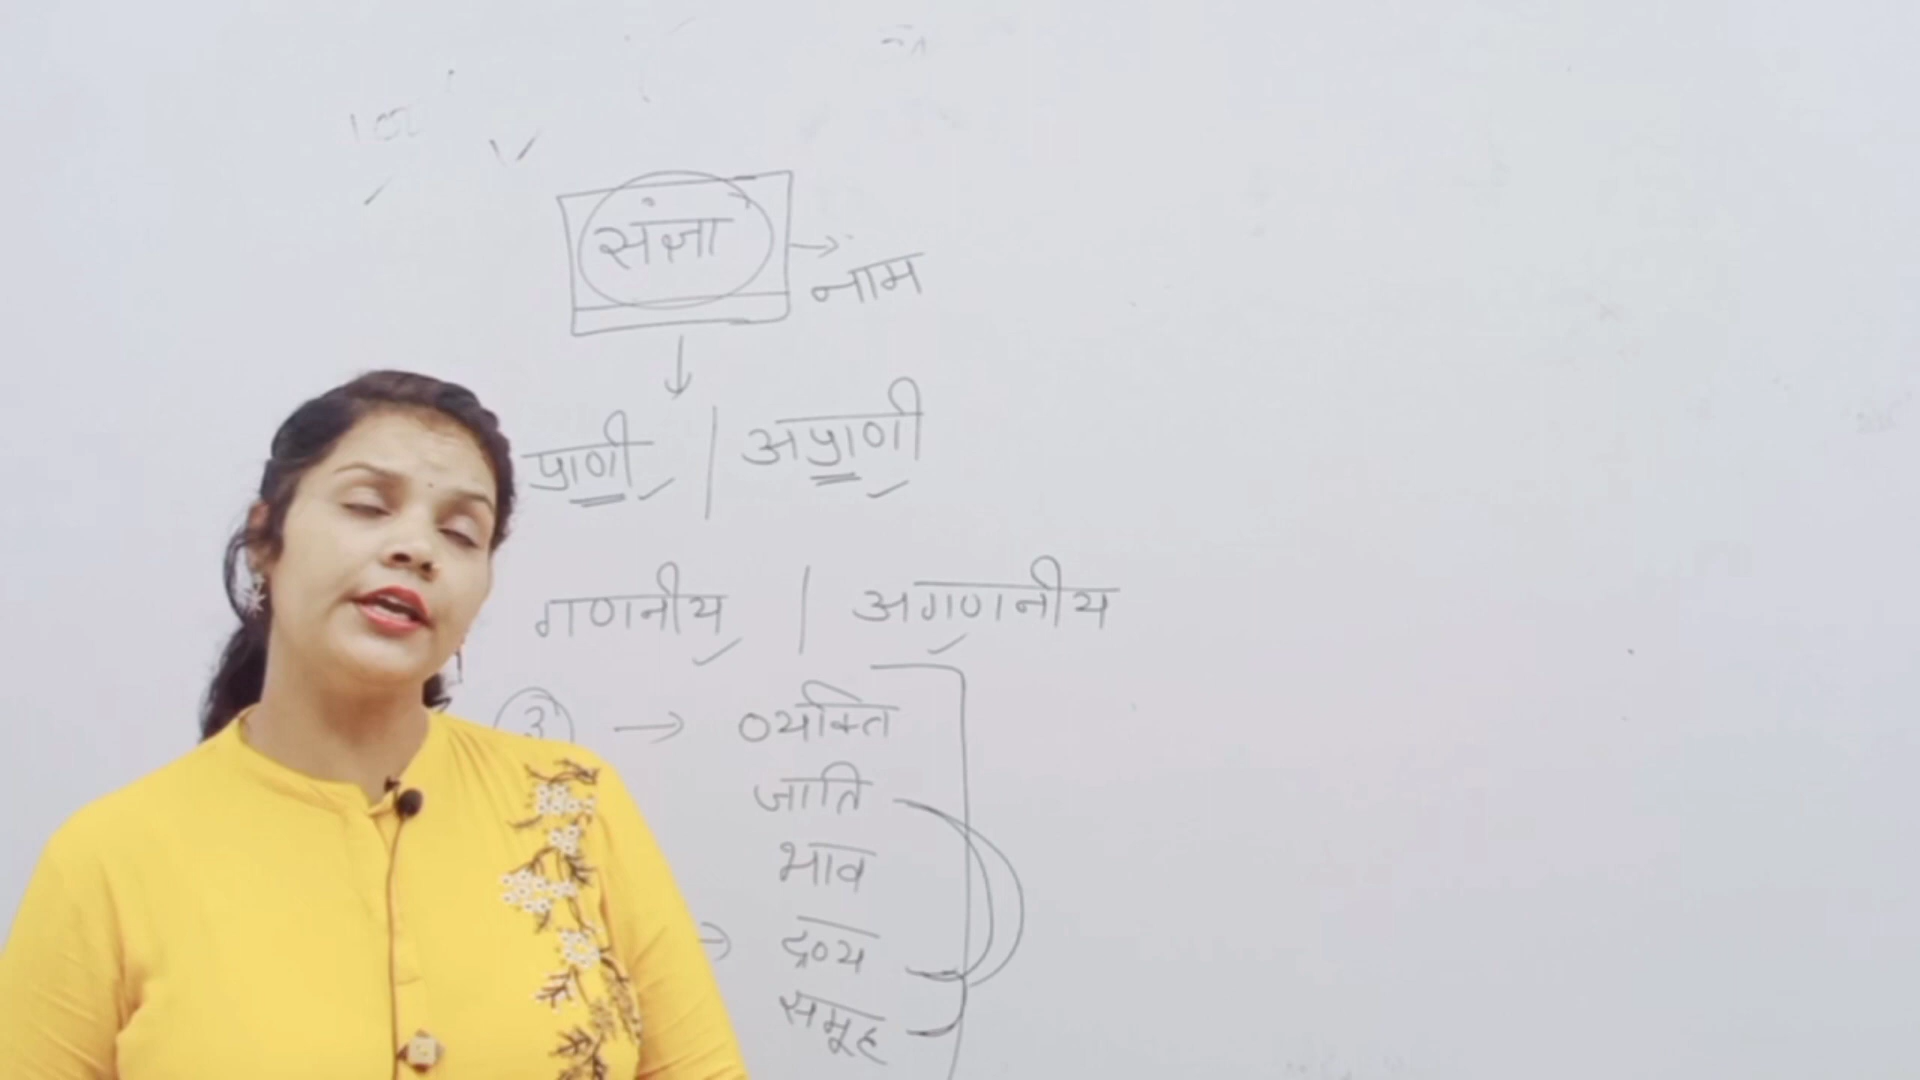 संज्ञा → नाम
प्राणी | अप्राणी
गणनीय | अगणनीय
3 → व्यक्ति
जाति
भाव
→ द्रव्य
समूह